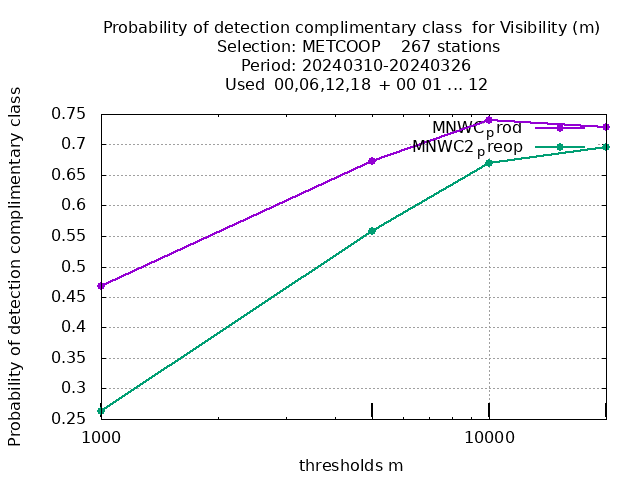 Probability of detection complimentary class  for Visibility (m)
Selection: METCOOP    267 stations
Period: 20240310-20240326
Used  00,06,12,18  + 00 01 ... 12
Probability of detection complimentary class
0.75
0.7
0.65
0.6
0.55
0.5
0.45
0.4
0.35
0.3
0.25
MNWCprod
MNWC2preop
1000
10000
thresholds m